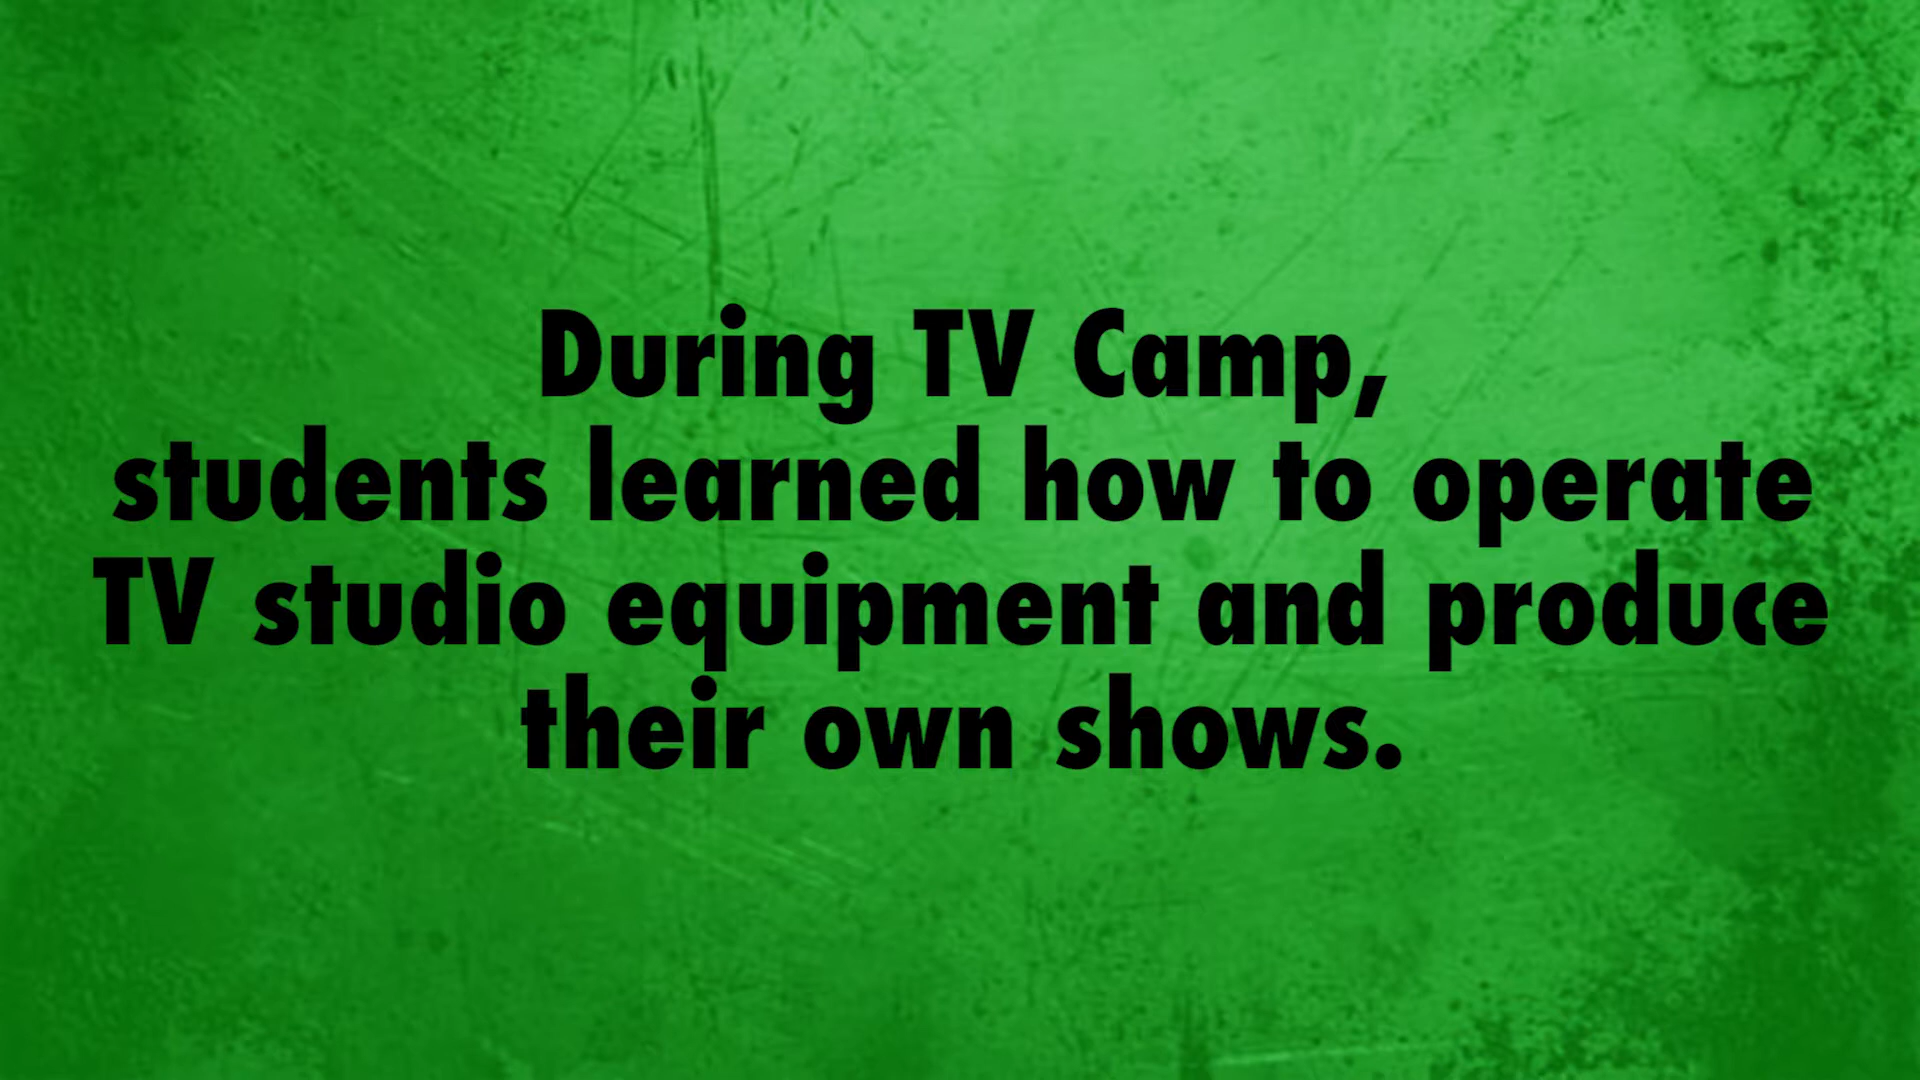 During TV Camp,
students learned how to operate
TV studio equipment and produce
their own shows.